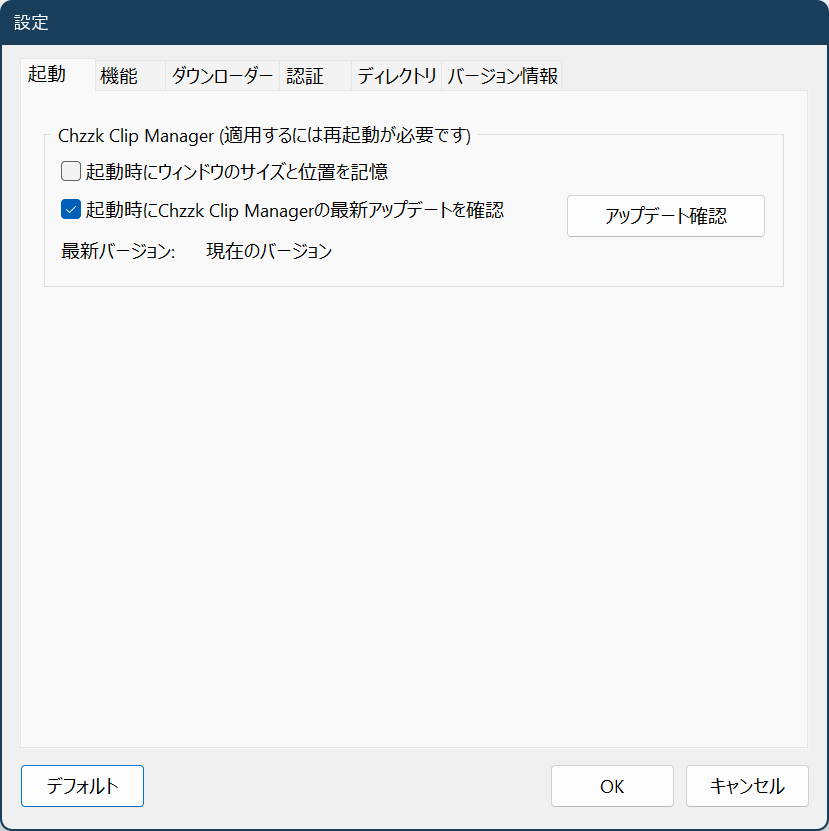 設定
起動 機能 ダウンローダー 認証 ディレクトリ バージョン情報
Chzzk Clip Manager (適用するには再起動が必要です)
起動時にウィンドウのサイズと位置を記憶
起動時にChzzk Clip Managerの最新アップデートを確認
アップデート確認
最新バージョン: 現在のバージョン
デフォルト OK キャンセル